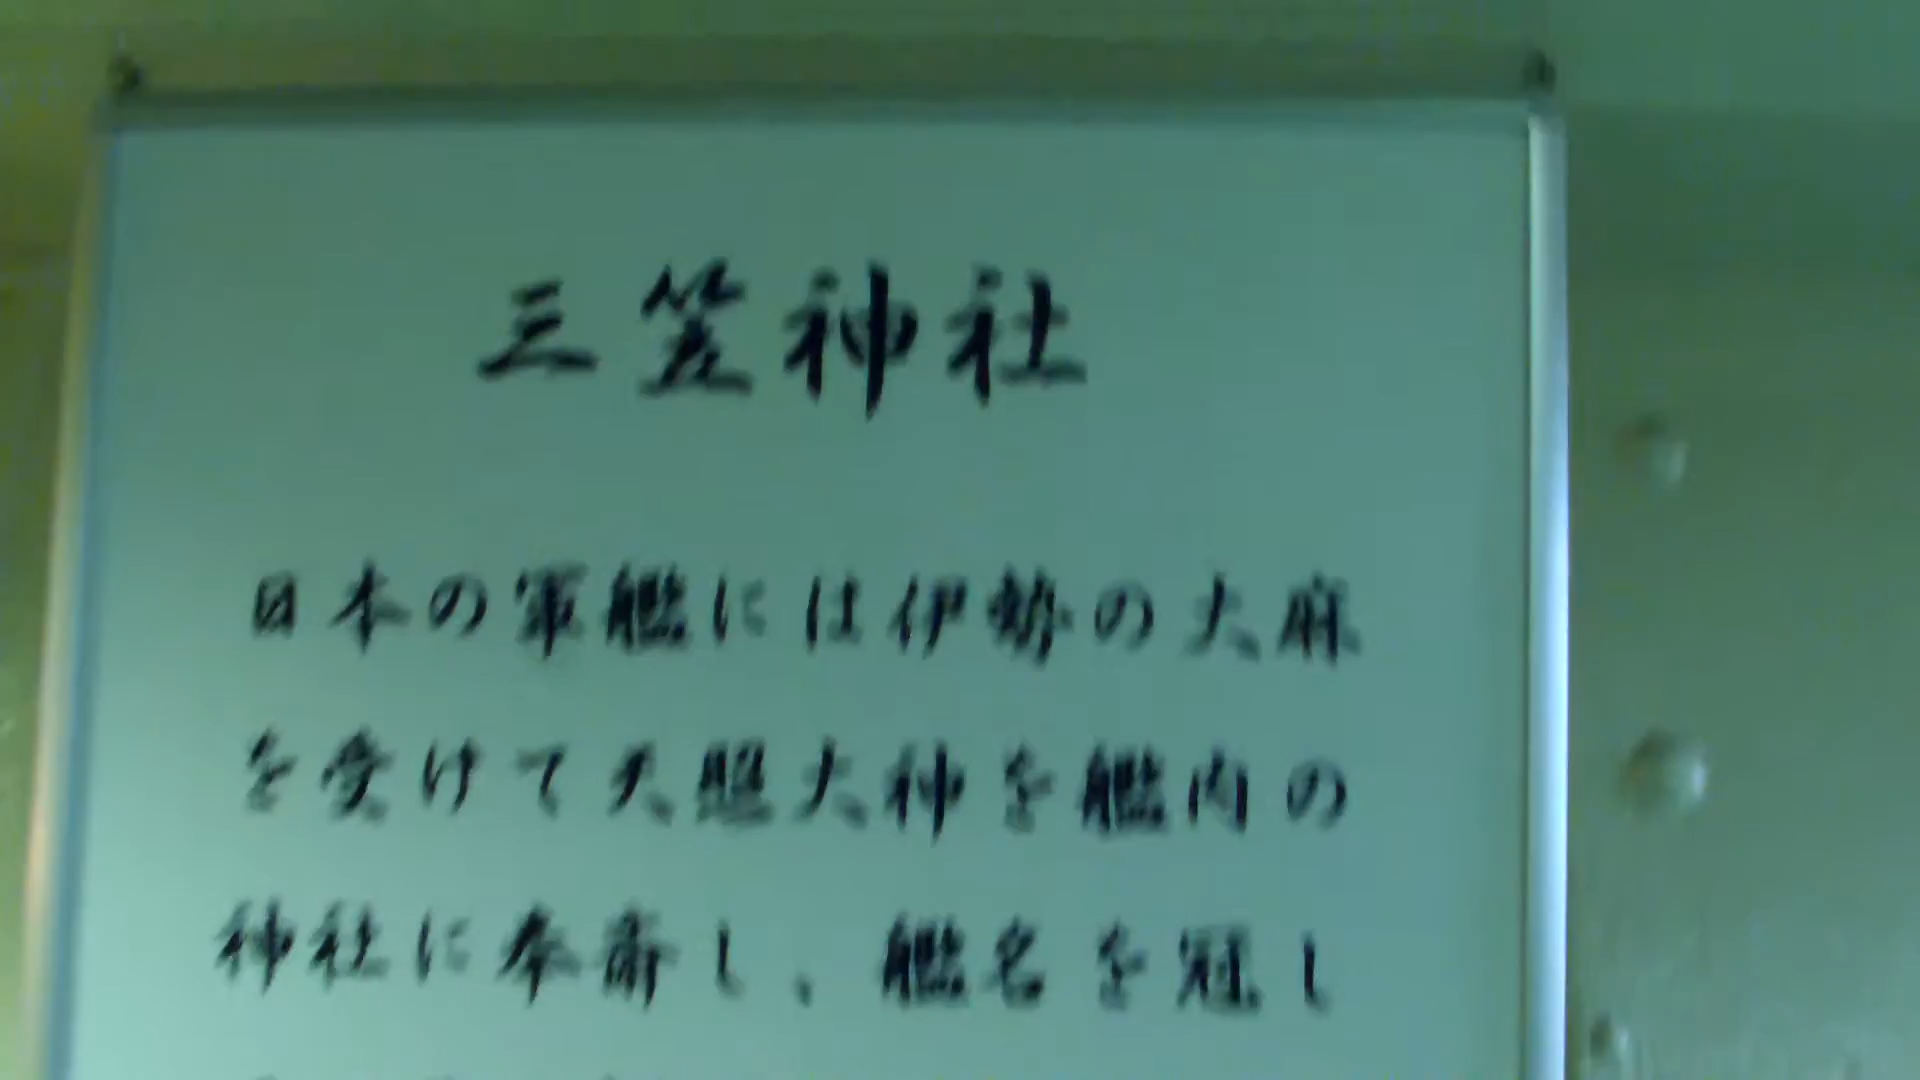 三笠神社
日本の軍艦には伊勢の大麻
を受けて天照大神を艦内の
神社に奉斎し、艦名を冠し